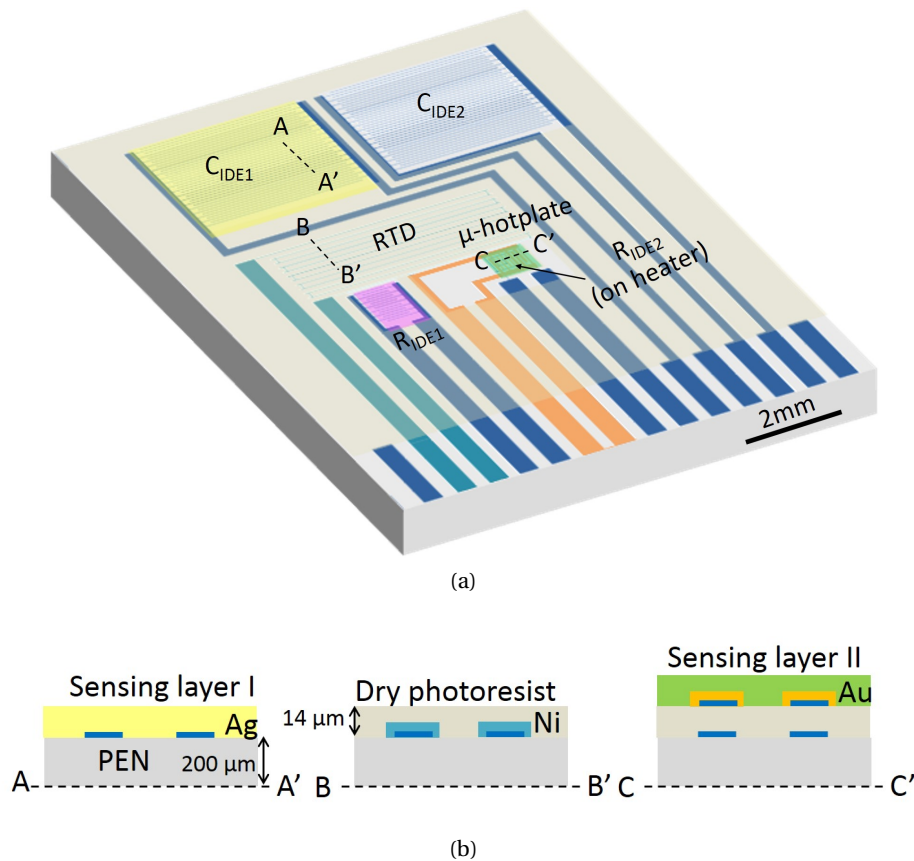 C_IDE2
A
C_IDE1
A'
B
RTD
μ-hotplate
C
C'
B'
R_IDE2
(on heater)
R_IDE1
2mm
(a)
Sensing layer I
Dry photoresist
Sensing layer II
Ag
14 μm
Ni
Au
PEN
200 μm
A
A'
B
B'
C
C'
(b)